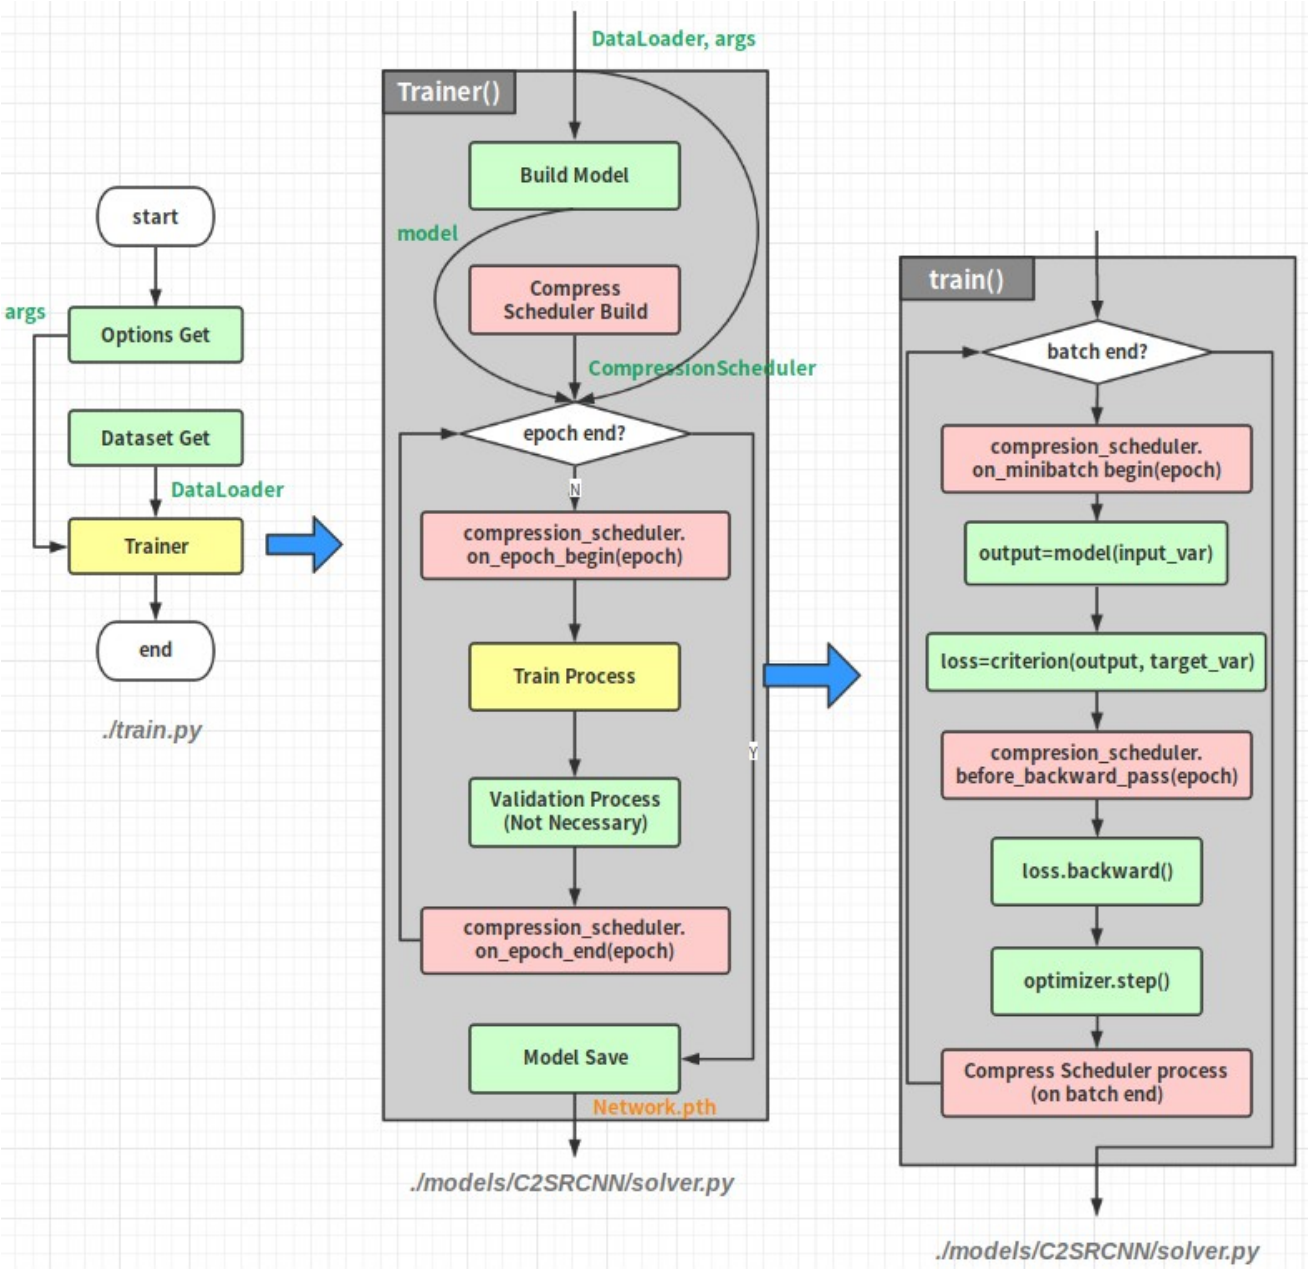 start
args
Options Get
Dataset Get
DataLoader
Trainer
end
./train.py
DataLoader, args
Trainer()
Build Model
model
Compress
Scheduler Build
CompressionScheduler
epoch end?
N
compression_scheduler.
on_epoch_begin(epoch)
Train Process
Y
Validation Process
(Not Necessary)
compression_scheduler.
on_epoch_end(epoch)
Model Save
Network.pth
./models/C2SRCNN/solver.py
train()
batch end?
compresion_scheduler.
on_minibatch begin(epoch)
output=model(input_var)
loss=criterion(output, target_var)
compresion_scheduler.
before_backward_pass(epoch)
loss.backward()
optimizer.step()
Compress Scheduler process
(on batch end)
./models/C2SRCNN/solver.py